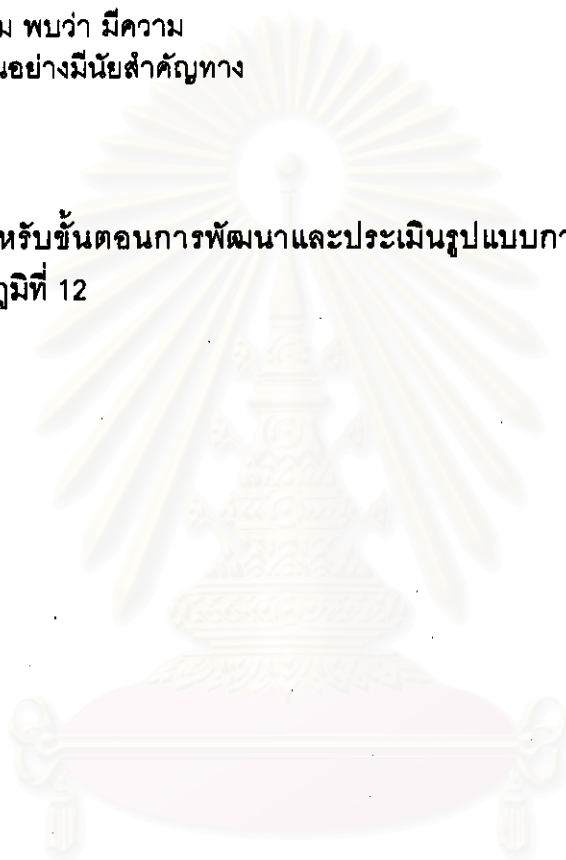 ม พบว่า มีความ
นอย่างมีนัยสำคัญทาง
หรับขั้นตอนการพัฒนาและประเมินรูปแบบกา
ภูมิที่ 12